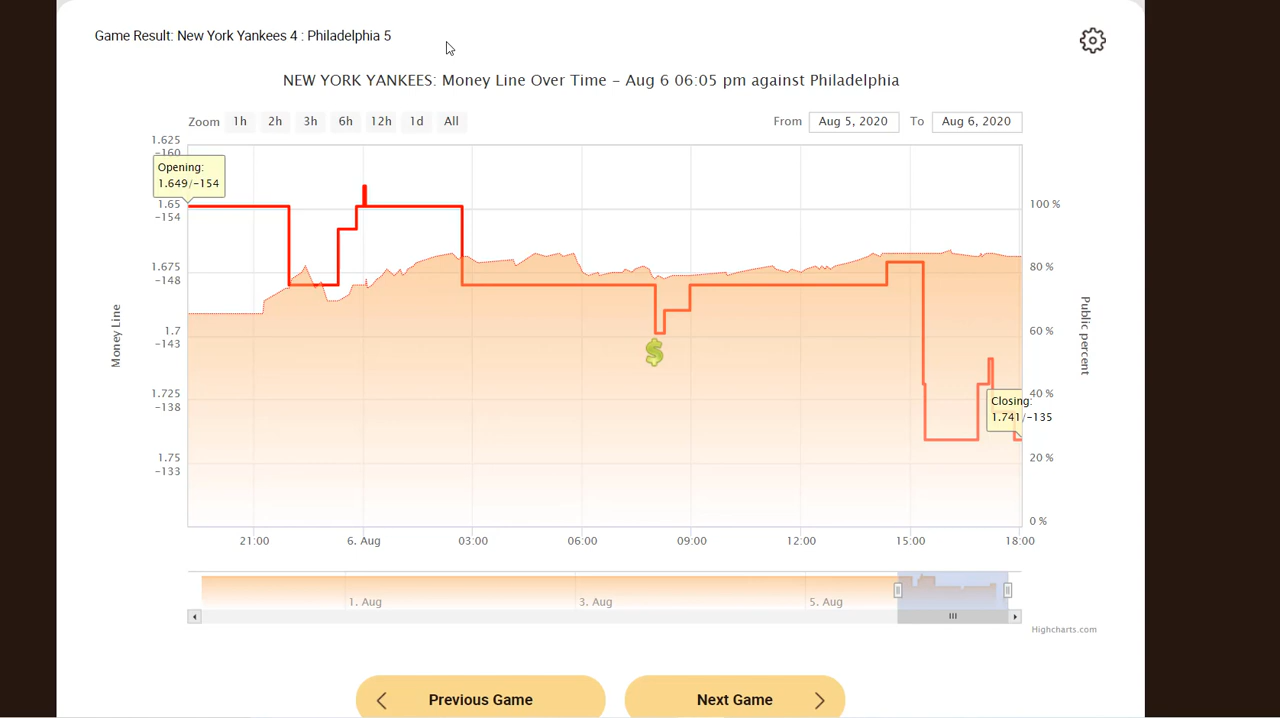 Game Result: New York Yankees 4 : Philadelphia 5
NEW YORK YANKEES: Money Line Over Time – Aug 6 06:05 pm against Philadelphia
Zoom 1h 2h 3h 6h 12h 1d All
From Aug 5, 2020 To Aug 6, 2020
1.625
-160
Opening:
1.649/-154
1.65
-154
1.675
-148
1.7
-143
1.725
-138
1.75
-133
Money Line
100 %
80 %
60 %
40 %
20 %
0 %
Public percent
$
Closing:
1.741/-135
21:00 6. Aug 03:00 06:00 09:00 12:00 15:00 18:00
1. Aug 3. Aug 5. Aug
Highcharts.com
Previous Game Next Game